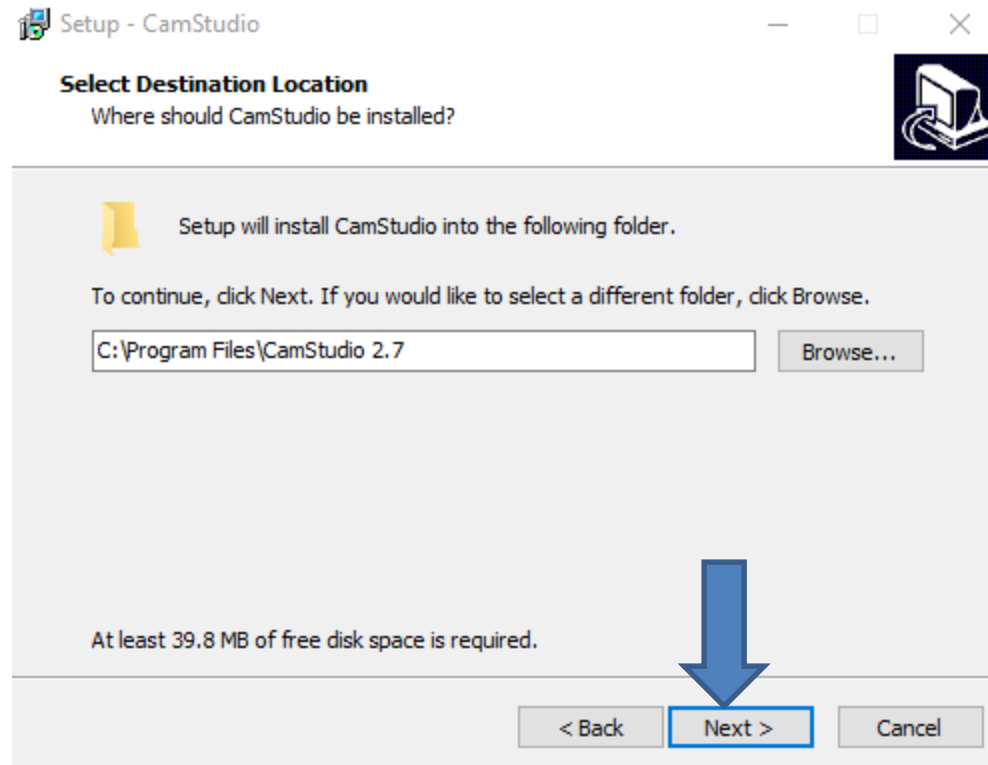 Setup - CamStudio
Select Destination Location
Where should CamStudio be installed?
Setup will install CamStudio into the following folder.
To continue, click Next. If you would like to select a different folder, click Browse.
C:\Program Files\CamStudio 2.7
Browse...
At least 39.8 MB of free disk space is required.
< Back
Next >
Cancel